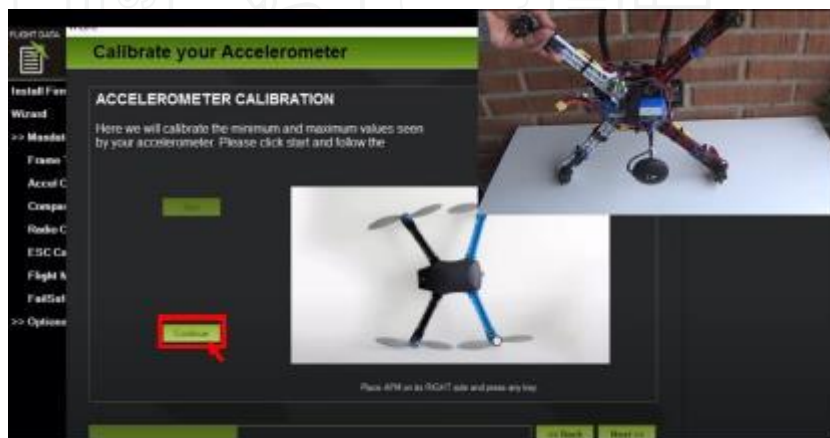 FLIGHT DATA
Calibrate your Accelerometer
Install Firm
Wizard
>> Mandat
Frame T
Accel C
Compas
Radio C
ESC Ca
Flight M
FailSaf
>> Optiona
ACCELEROMETER CALIBRATION
Here we will calibrate the minimum and maximum values seen
by your accelerometer. Please click start and follow the
Continue
Place APM on its RIGHT side and press any key
<< Back
Next >>